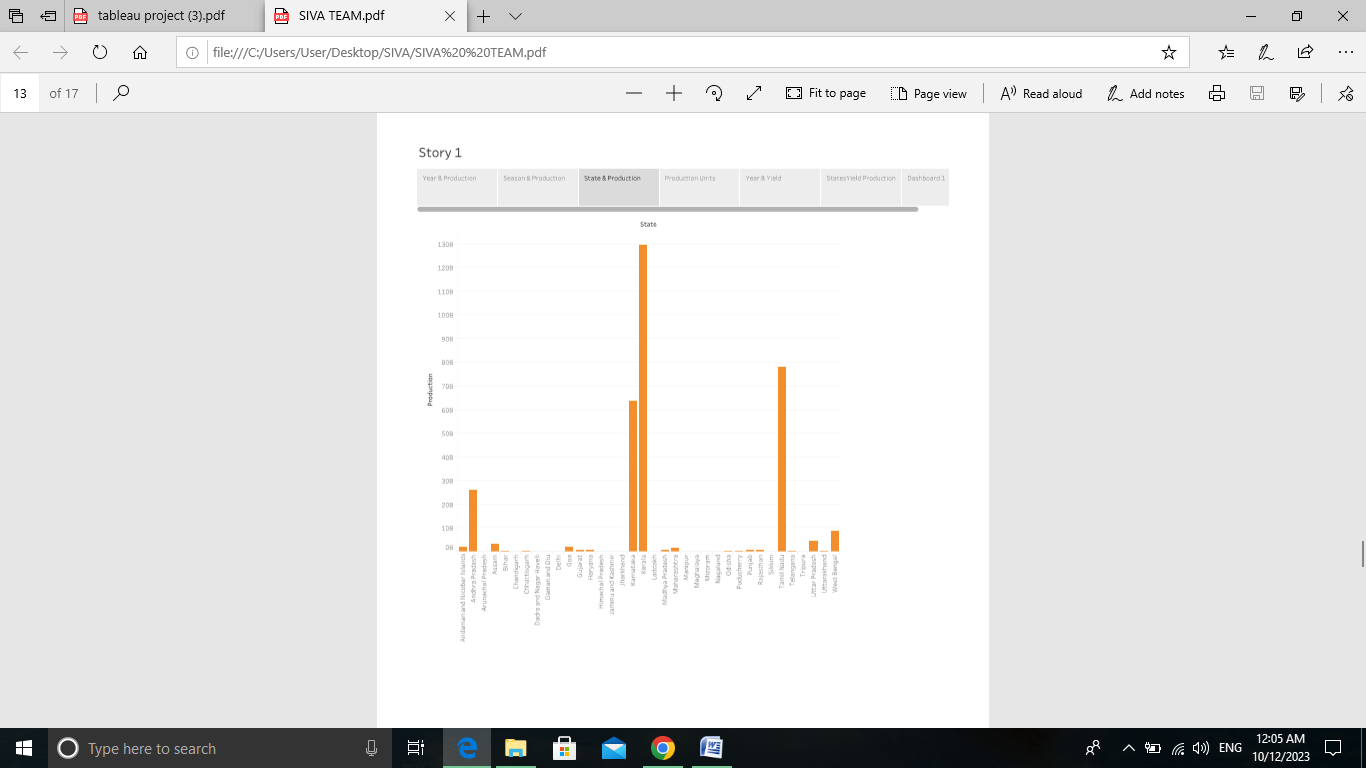 tableau project (3).pdf
SIVA TEAM.pdf
file:///C:/Users/User/Desktop/SIVA/SIVA%20%20TEAM.pdf
13 of 17
Fit to page
Page view
Read aloud
Add notes
Story 1
Year & Production
Season & Production
State & Production
Production Units
Year & Yield
StatesYield Production
Dashboard 1
State
130B
120B
110B
100B
90B
80B
70B
60B
50B
40B
30B
20B
10B
0B
Production
Andaman and Nicobar Islands
Andhra Pradesh
Arunachal Pradesh
Assam
Bihar
Chandigarh
Chhattisgarh
Dadra and Nagar Haveli
Daman and Diu
Delhi
Goa
Gujarat
Haryana
Himachal Pradesh
Jammu and Kashmir
Jharkhand
Karnataka
Kerala
Ladakh
Madhya Pradesh
Maharashtra
Manipur
Meghalaya
Mizoram
Nagaland
Odisha
Puducherry
Punjab
Rajasthan
Sikkim
Tamil Nadu
Telangana
Tripura
Uttar Pradesh
Uttarakhand
West Bengal
Type here to search
ENG
12:05 AM
10/12/2023